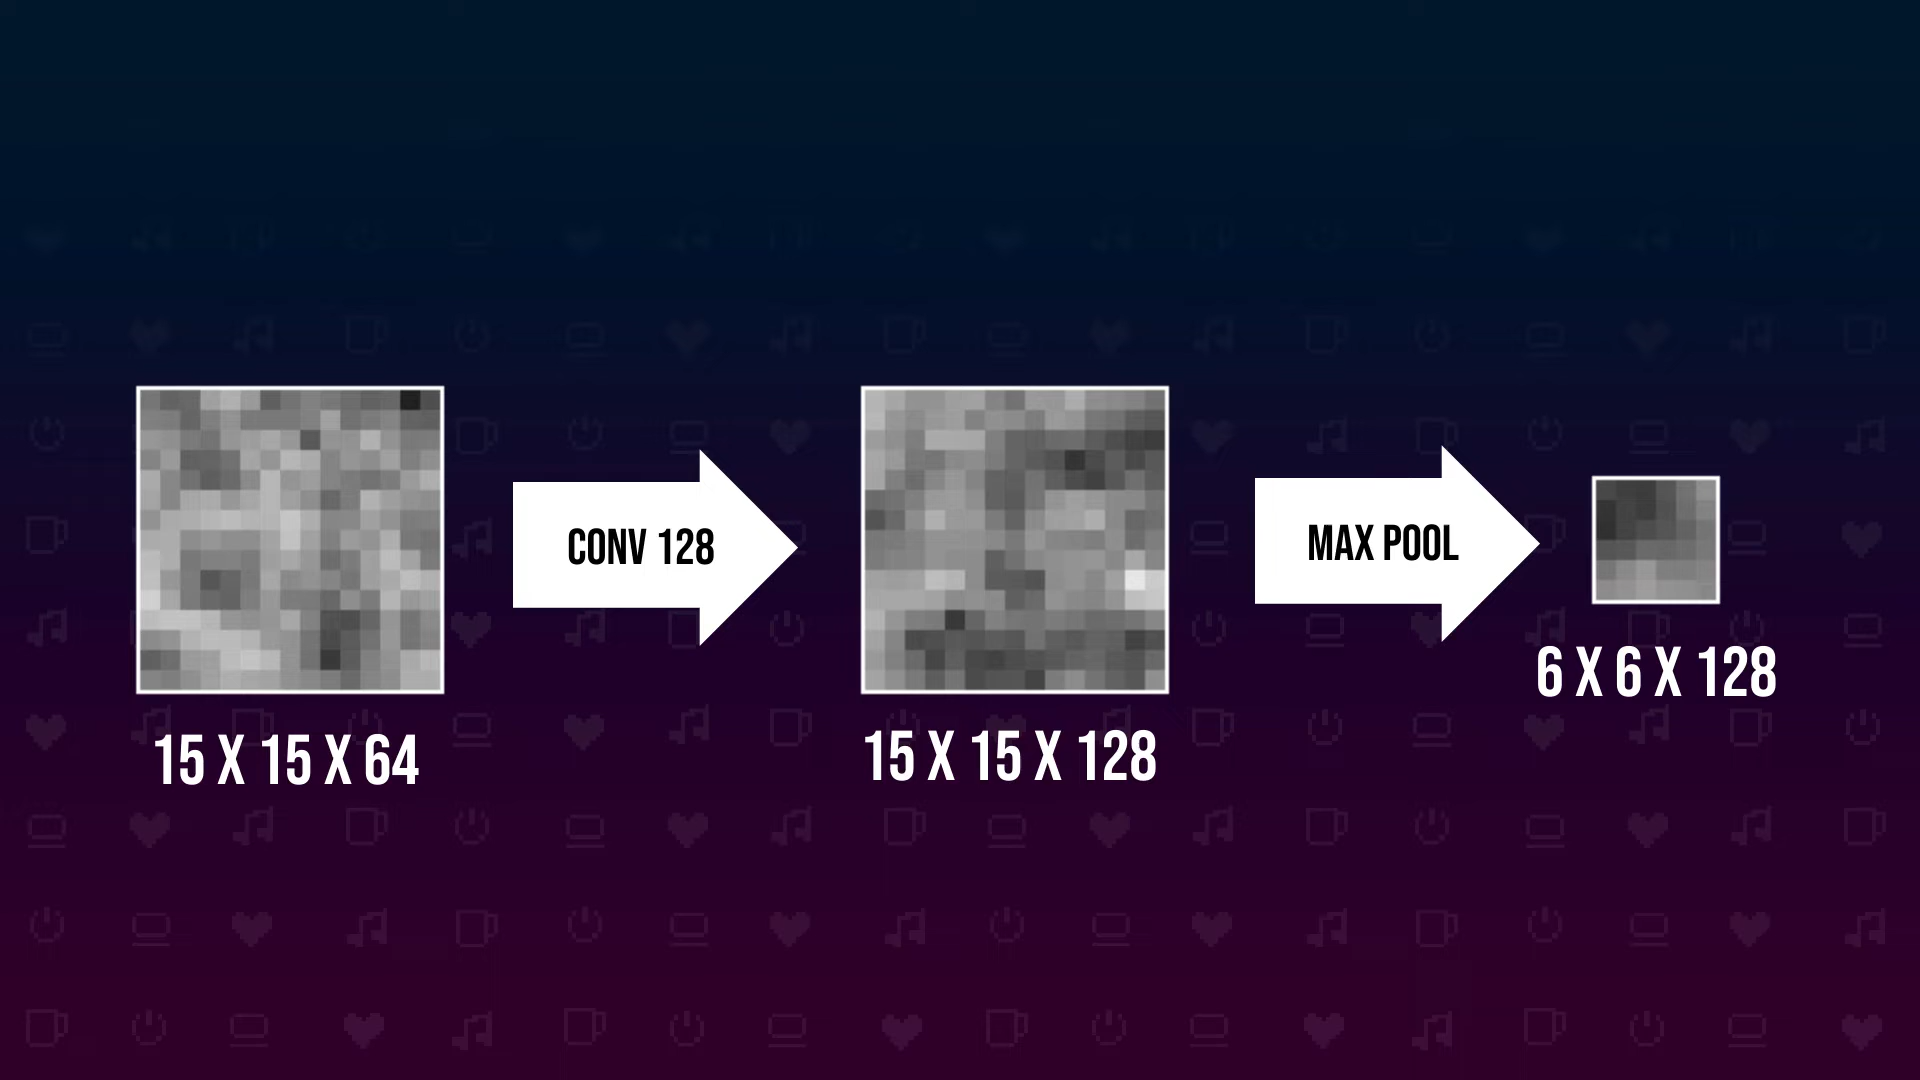 CONV 128
MAX POOL
15 X 15 X 64
15 X 15 X 128
6 X 6 X 128